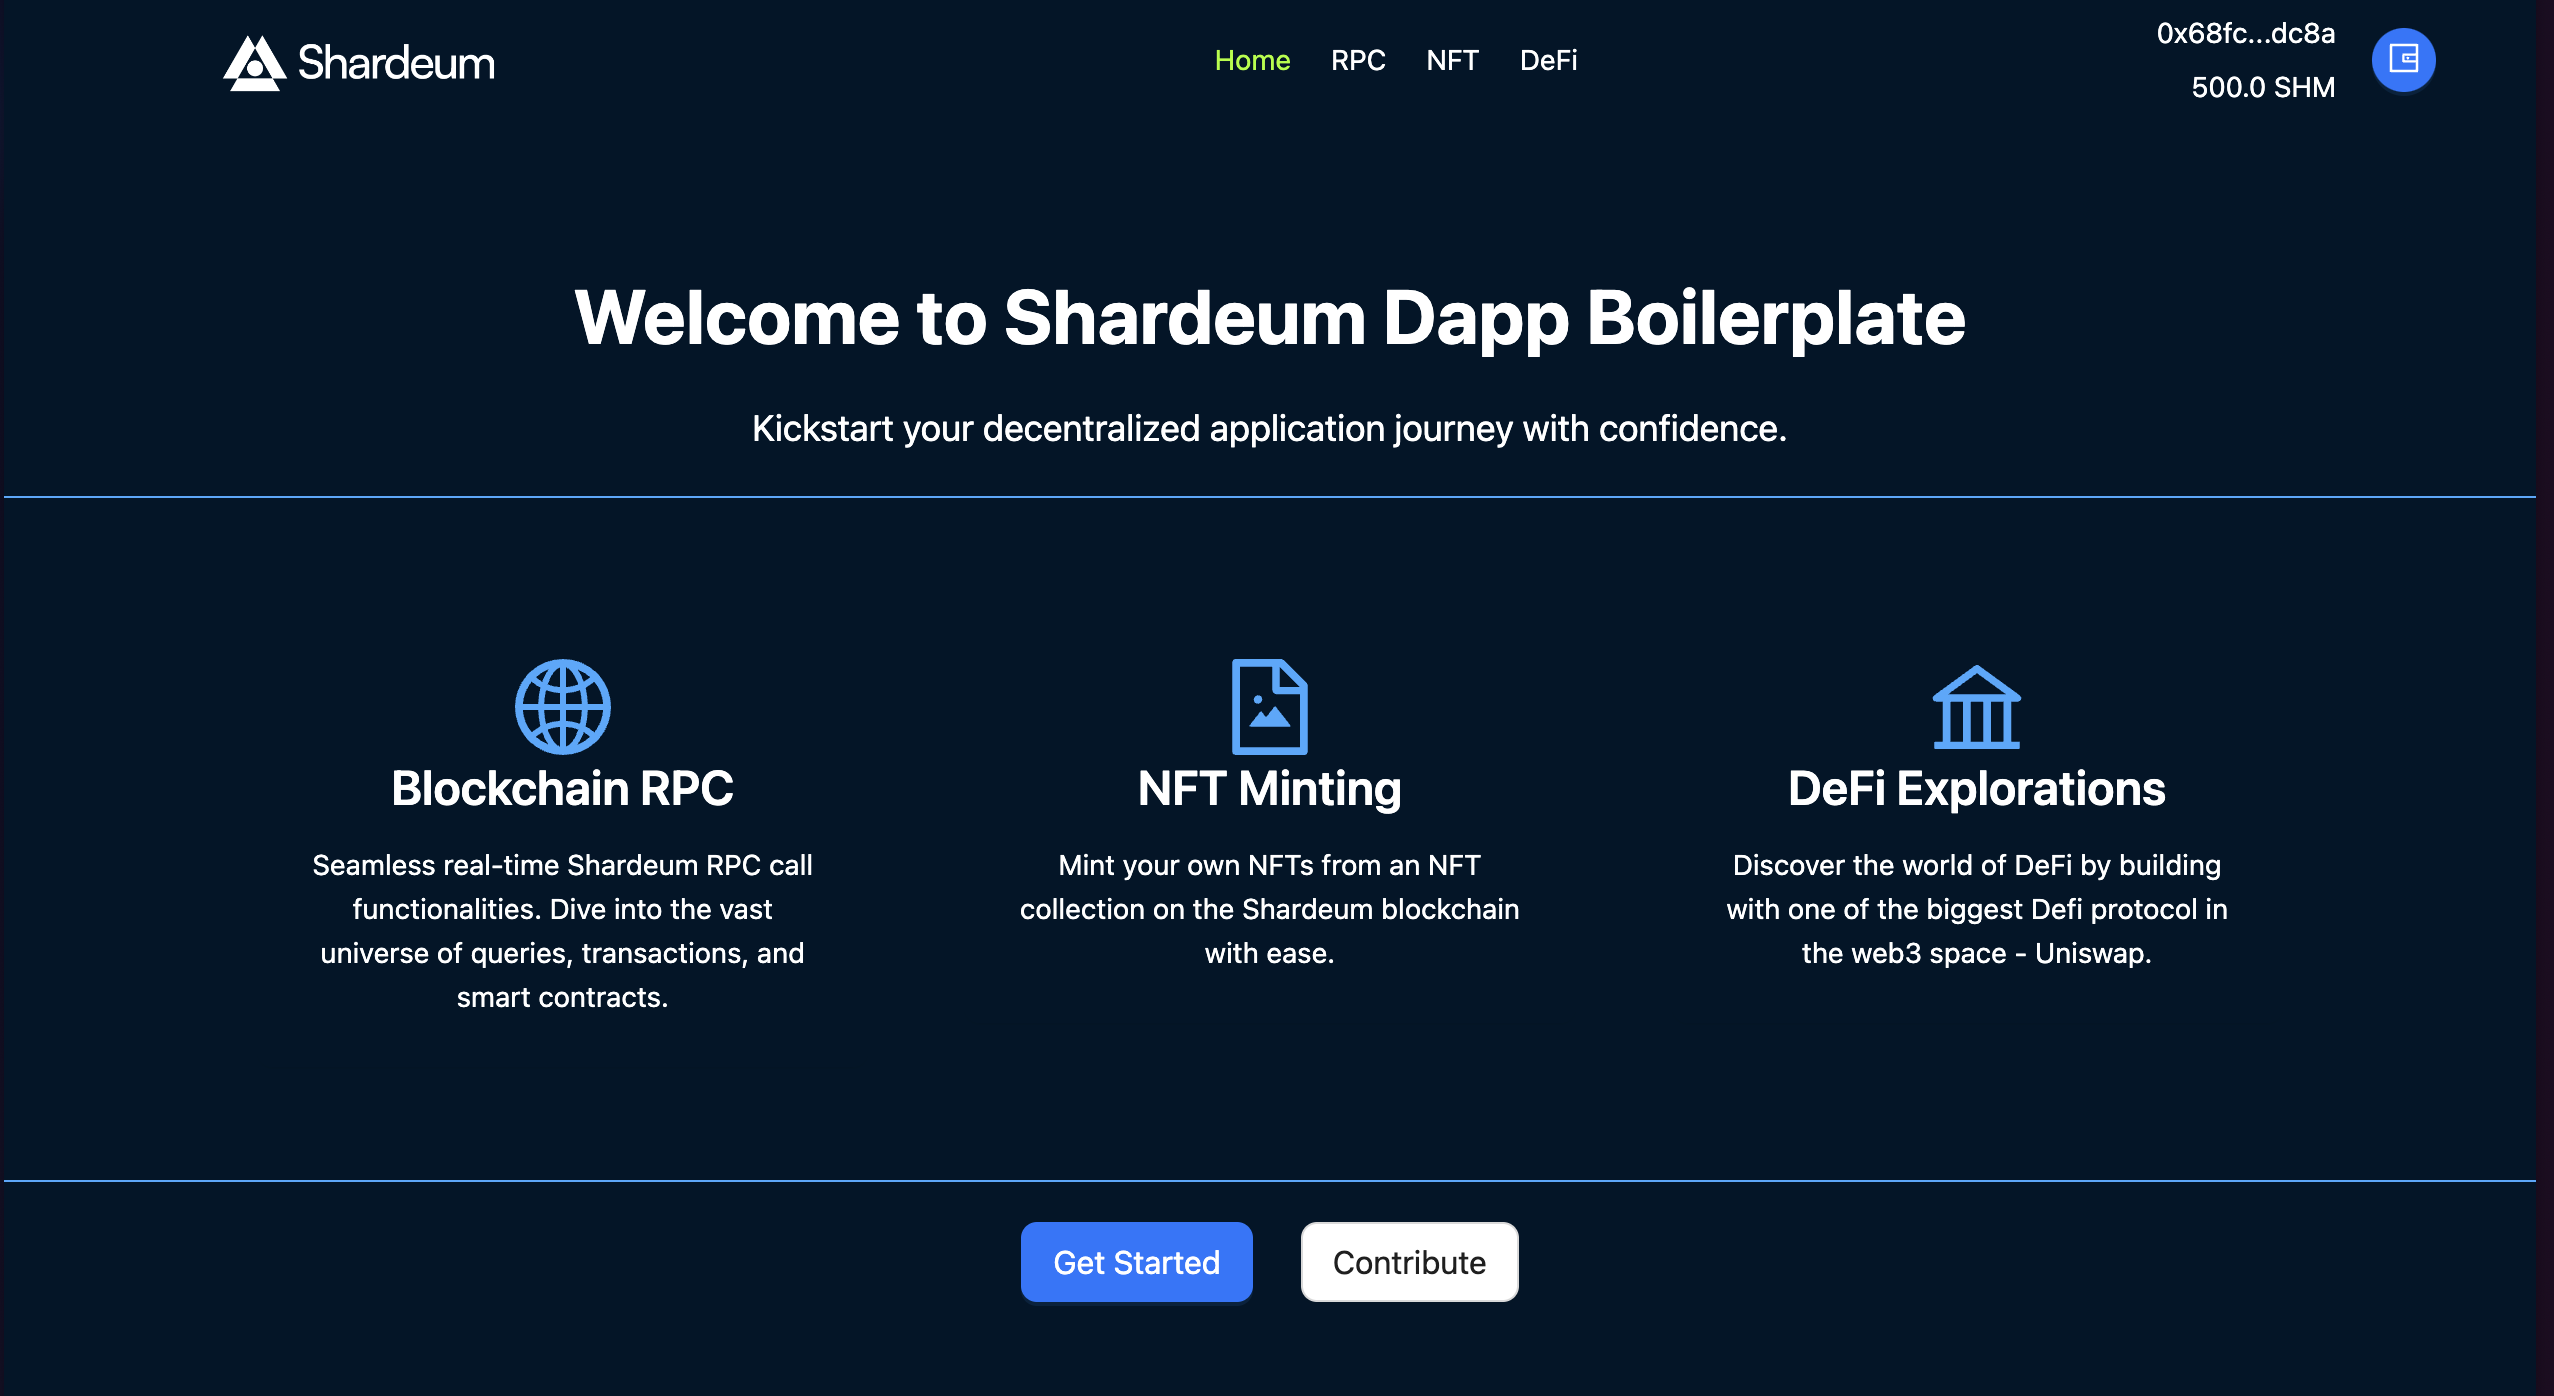 Shardeum
Home RPC NFT DeFi
0x68fc...dc8a
500.0 SHM
Welcome to Shardeum Dapp Boilerplate
Kickstart your decentralized application journey with confidence.
Blockchain RPC
Seamless real-time Shardeum RPC call
functionalities. Dive into the vast
universe of queries, transactions, and
smart contracts.
NFT Minting
Mint your own NFTs from an NFT
collection on the Shardeum blockchain
with ease.
DeFi Explorations
Discover the world of DeFi by building
with one of the biggest Defi protocol in
the web3 space - Uniswap.
Get Started
Contribute